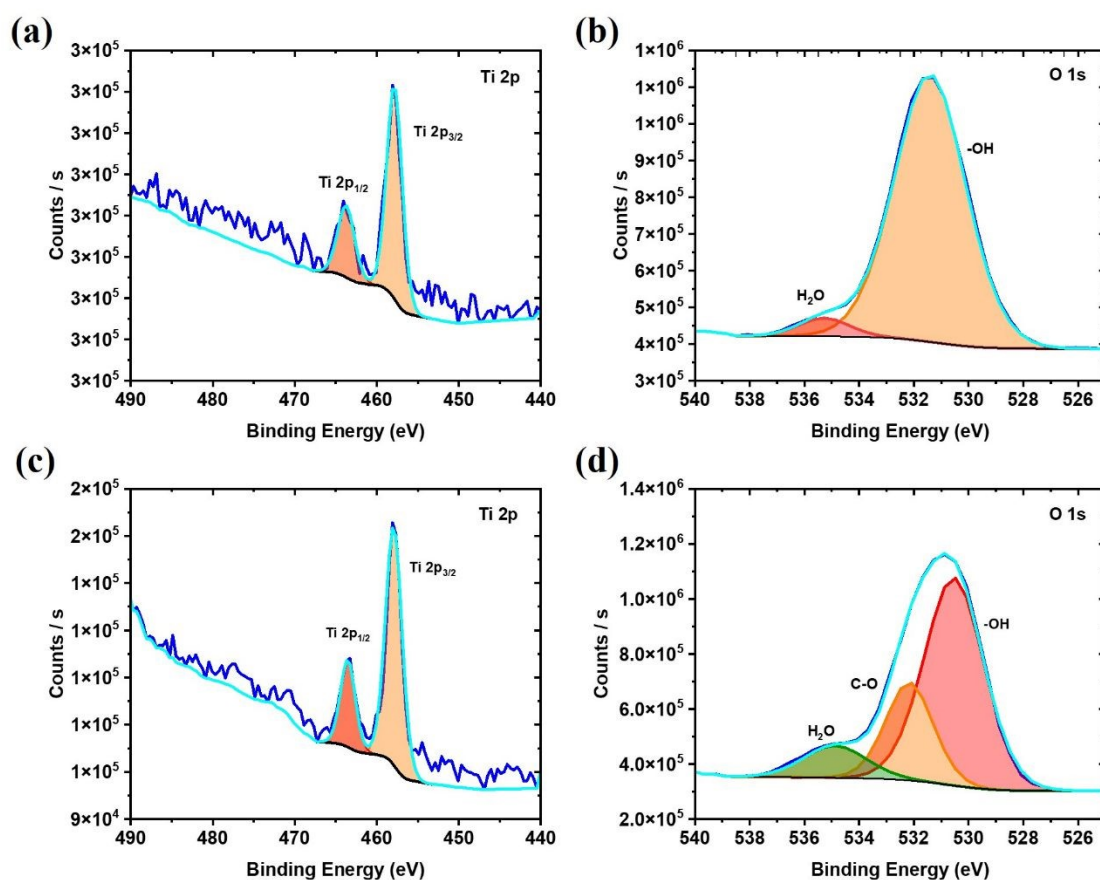 (a)
Ti 2p
Ti 2p3/2
Ti 2p1/2
3×10⁵
3×10⁵
3×10⁵
3×10⁵
3×10⁵
3×10⁵
3×10⁵
3×10⁵
3×10⁵
Counts / s
490 480 470 460 450 440
Binding Energy (eV)
(b)
O 1s
-OH
H₂O
1×10⁶
1×10⁶
1×10⁶
9×10⁵
8×10⁵
7×10⁵
6×10⁵
5×10⁵
4×10⁵
3×10⁵
Counts / s
540 538 535 534 531 530 528 526
Binding Energy (eV)
(c)
Ti 2p
Ti 2p3/2
Ti 2p1/2
2×10⁵
2×10⁵
1×10⁵
1×10⁵
1×10⁵
1×10⁵
1×10⁵
9×10⁴
Counts / s
490 480 470 460 450 440
Binding Energy (eV)
(d)
O 1s
-OH
C-O
H₂O
1.4×10⁶
1.2×10⁶
1.0×10⁶
8.0×10⁵
6.0×10⁵
4.0×10⁵
2.0×10⁵
Counts / s
540 538 535 534 531 530 528 526
Binding Energy (eV)